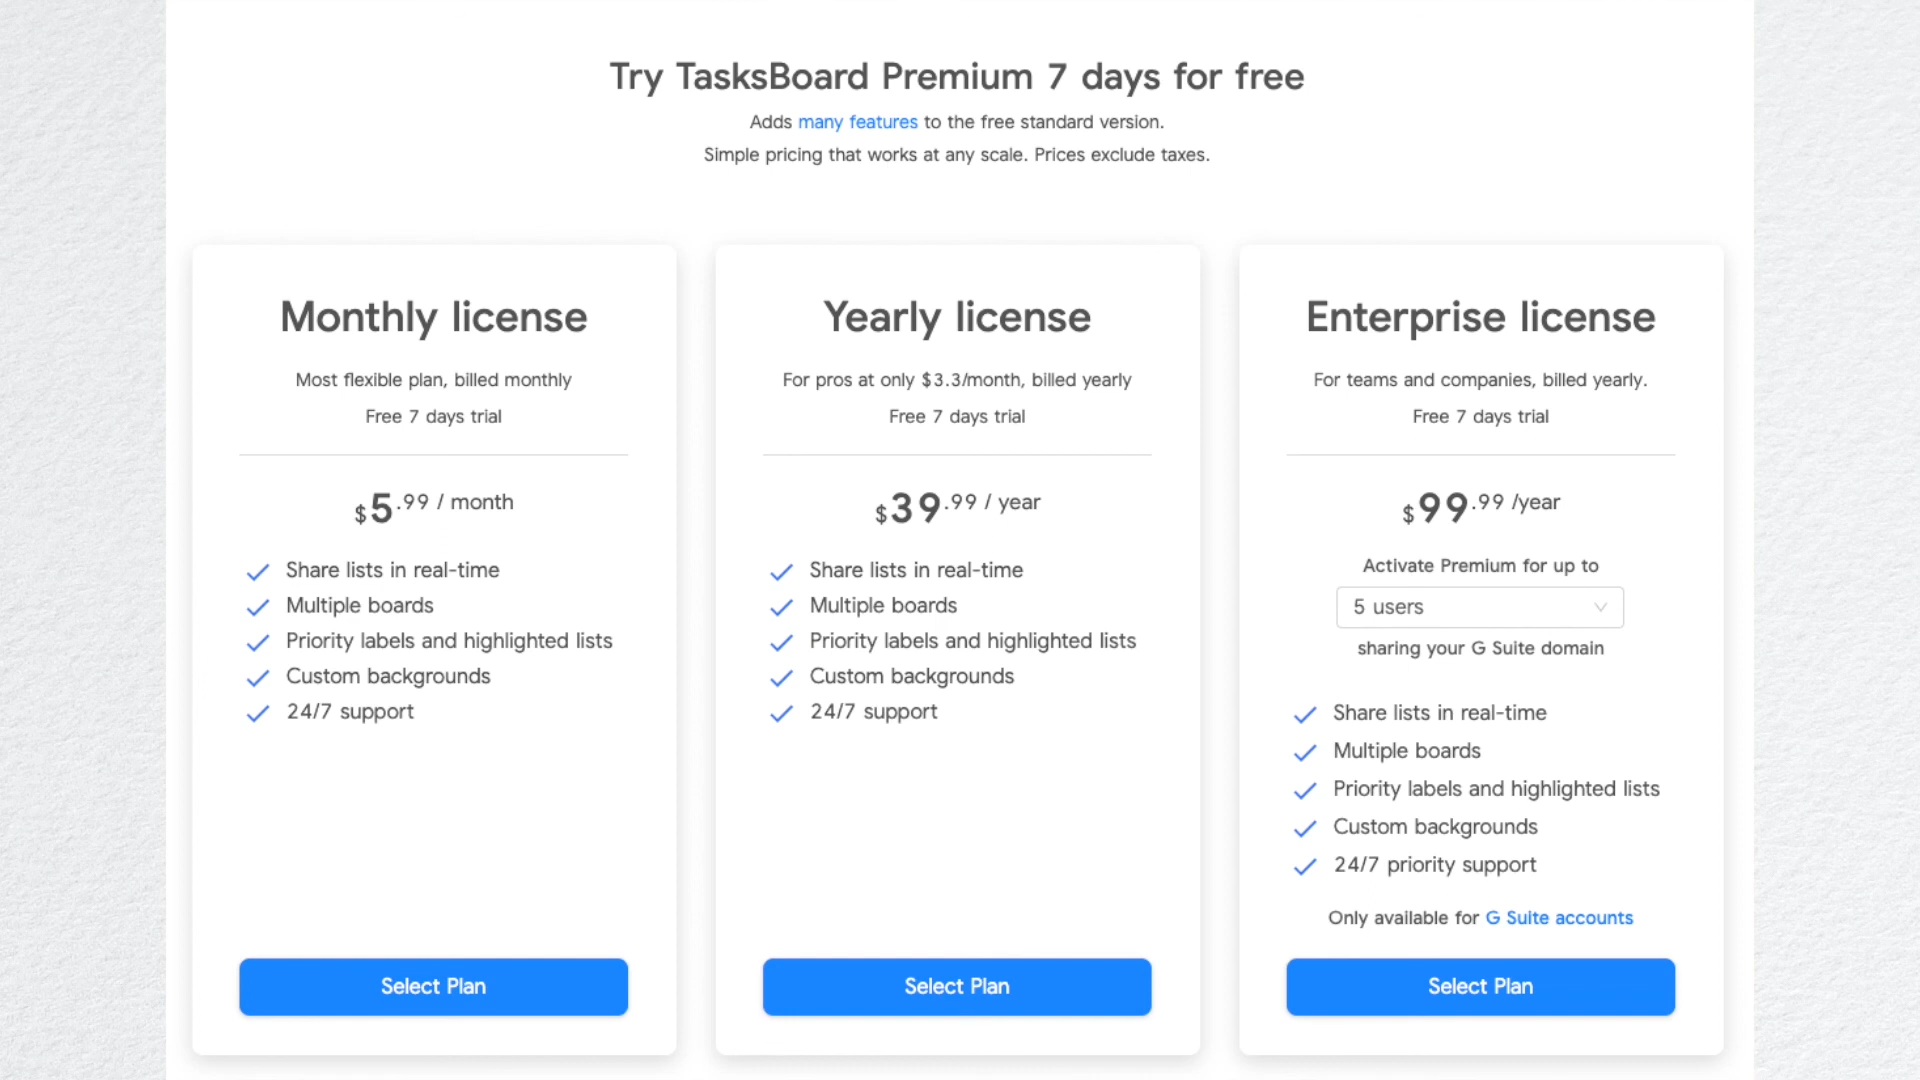 Try TasksBoard Premium 7 days for free
Adds many features to the free standard version.
Simple pricing that works at any scale. Prices exclude taxes.
Monthly license
Most flexible plan, billed monthly
Free 7 days trial
$5.99 / month
Share lists in real-time
Multiple boards
Priority labels and highlighted lists
Custom backgrounds
24/7 support
Select Plan
Yearly license
For pros at only $3.3/month, billed yearly
Free 7 days trial
$39.99 / year
Share lists in real-time
Multiple boards
Priority labels and highlighted lists
Custom backgrounds
24/7 support
Select Plan
Enterprise license
For teams and companies, billed yearly.
Free 7 days trial
$99.99 /year
Activate Premium for up to
5 users
sharing your G Suite domain
Share lists in real-time
Multiple boards
Priority labels and highlighted lists
Custom backgrounds
24/7 priority support
Only available for G Suite accounts
Select Plan